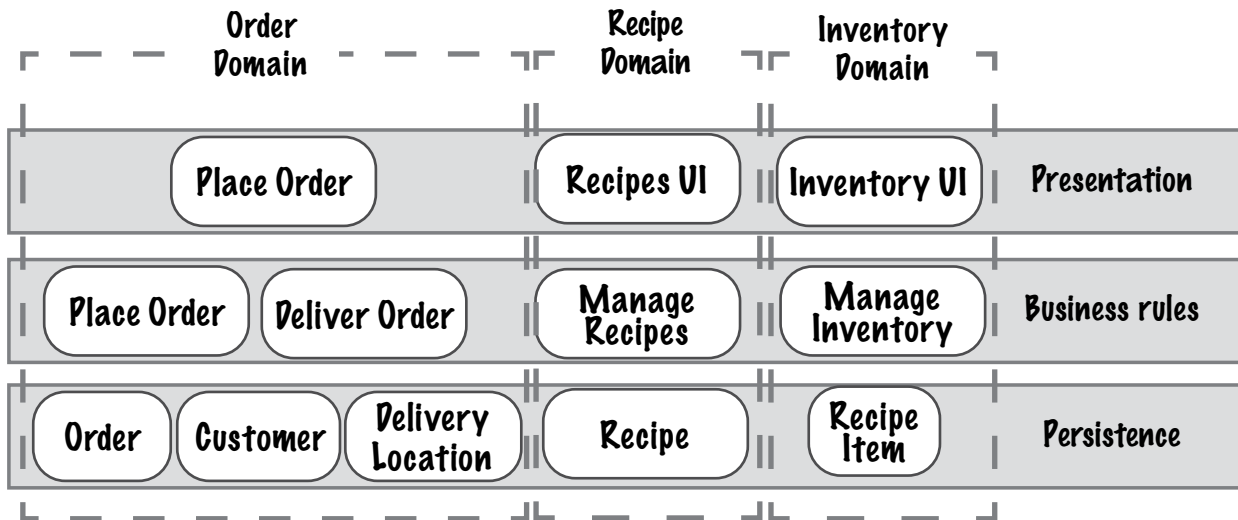 Order
Domain
Recipe
Domain
Inventory
Domain
Place Order
Recipes UI
Inventory UI
Presentation
Place Order
Deliver Order
Manage
Recipes
Manage
Inventory
Business rules
Order
Customer
Delivery
Location
Recipe
Recipe
Item
Persistence